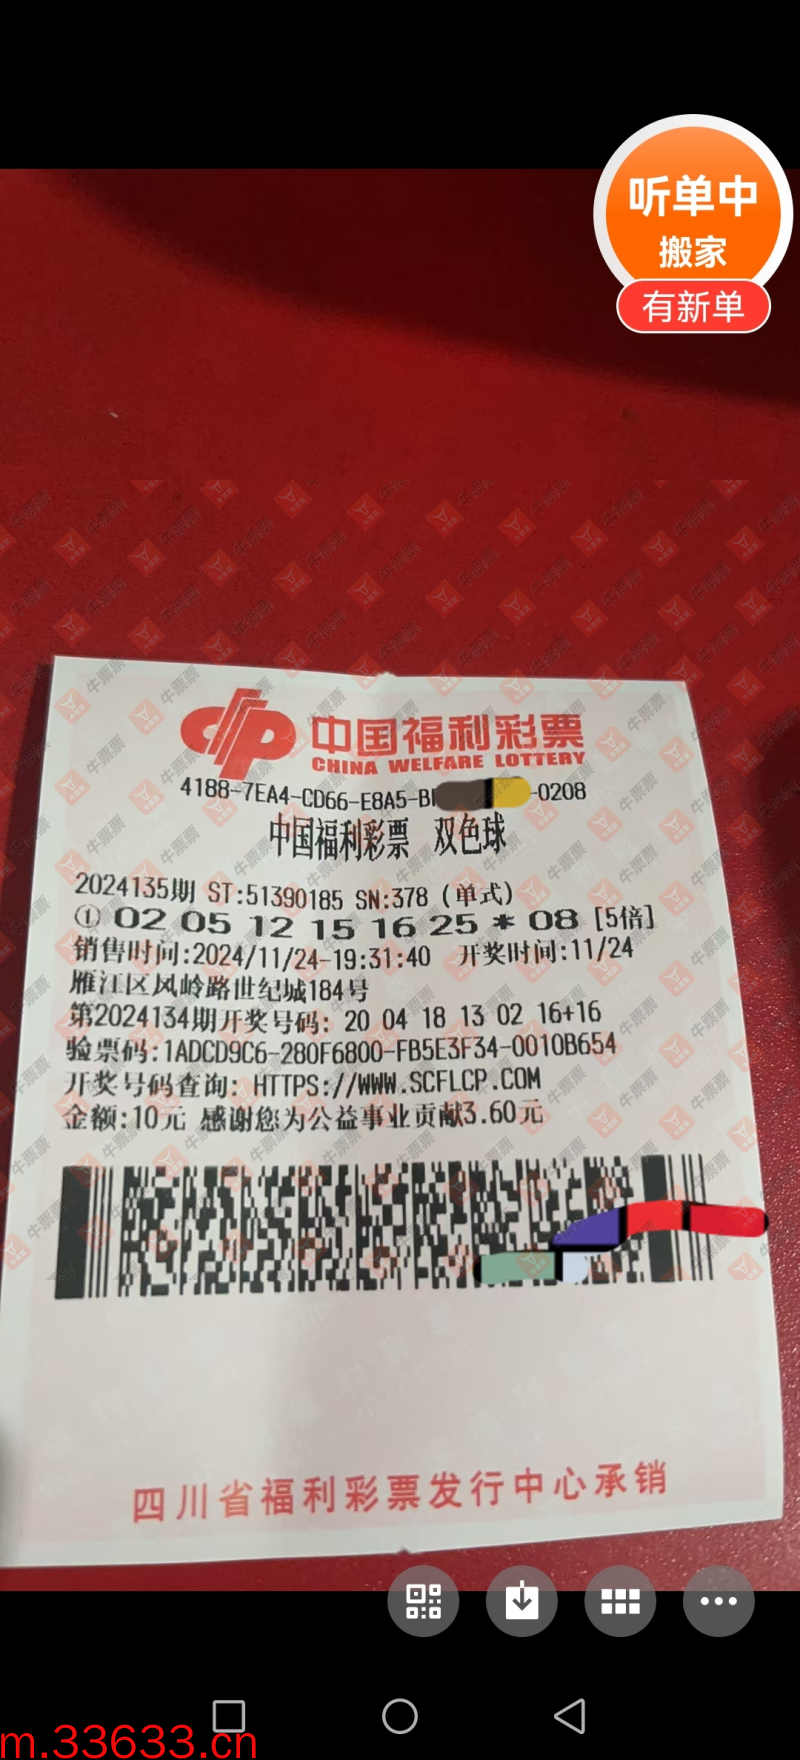 听单中
搬家
有新单
中国福利彩票
CHINA WELFARE LOTTERY
4188-7EA4-CD66-E8A5-B -0208
中国福利彩票 双色球
2024135期 ST:51390185 SN:378 (单式)
① 02 05 12 15 16 25 * 08 [5倍]
销售时间:2024/11/24-19:31:40 开奖时间:11/24
雁江区凤岭路世纪城184号
第2024134期开奖号码: 20 04 18 13 02 16+16
验票码:1ADCD9C6-280F6800-FB5E3F34-0010B654
开奖号码查询: HTTPS://WWW.SCFLCP.COM
金额:10元 感谢您为公益事业贡献3.60元
四川省福利彩票发行中心承销
m.33633.cn